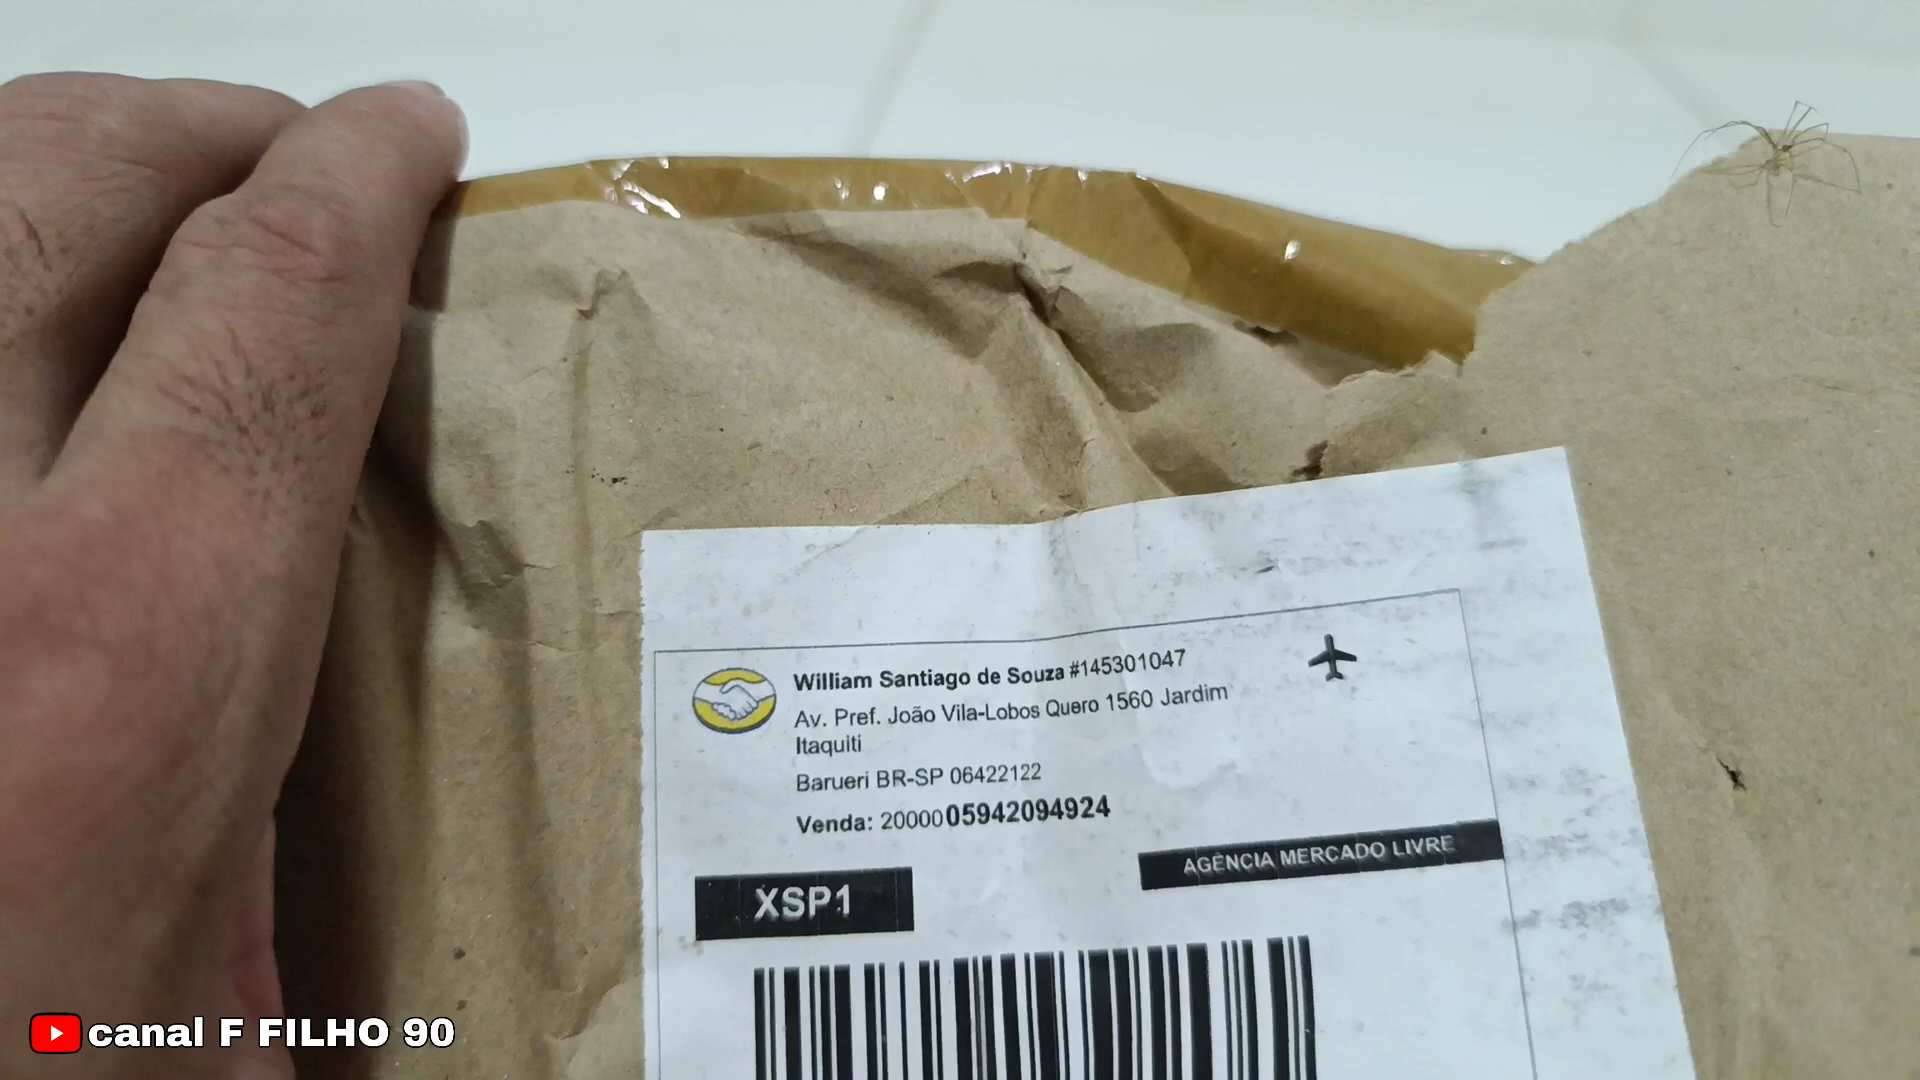 William Santiago de Souza #145301047
Av. Pref. João Vila-Lobos Quero 1560 Jardim
Itaquiti
Barueri BR-SP 06422122
Venda: 2000005942094924
AGÊNCIA MERCADO LIVRE
XSP1
canal F FILHO 90